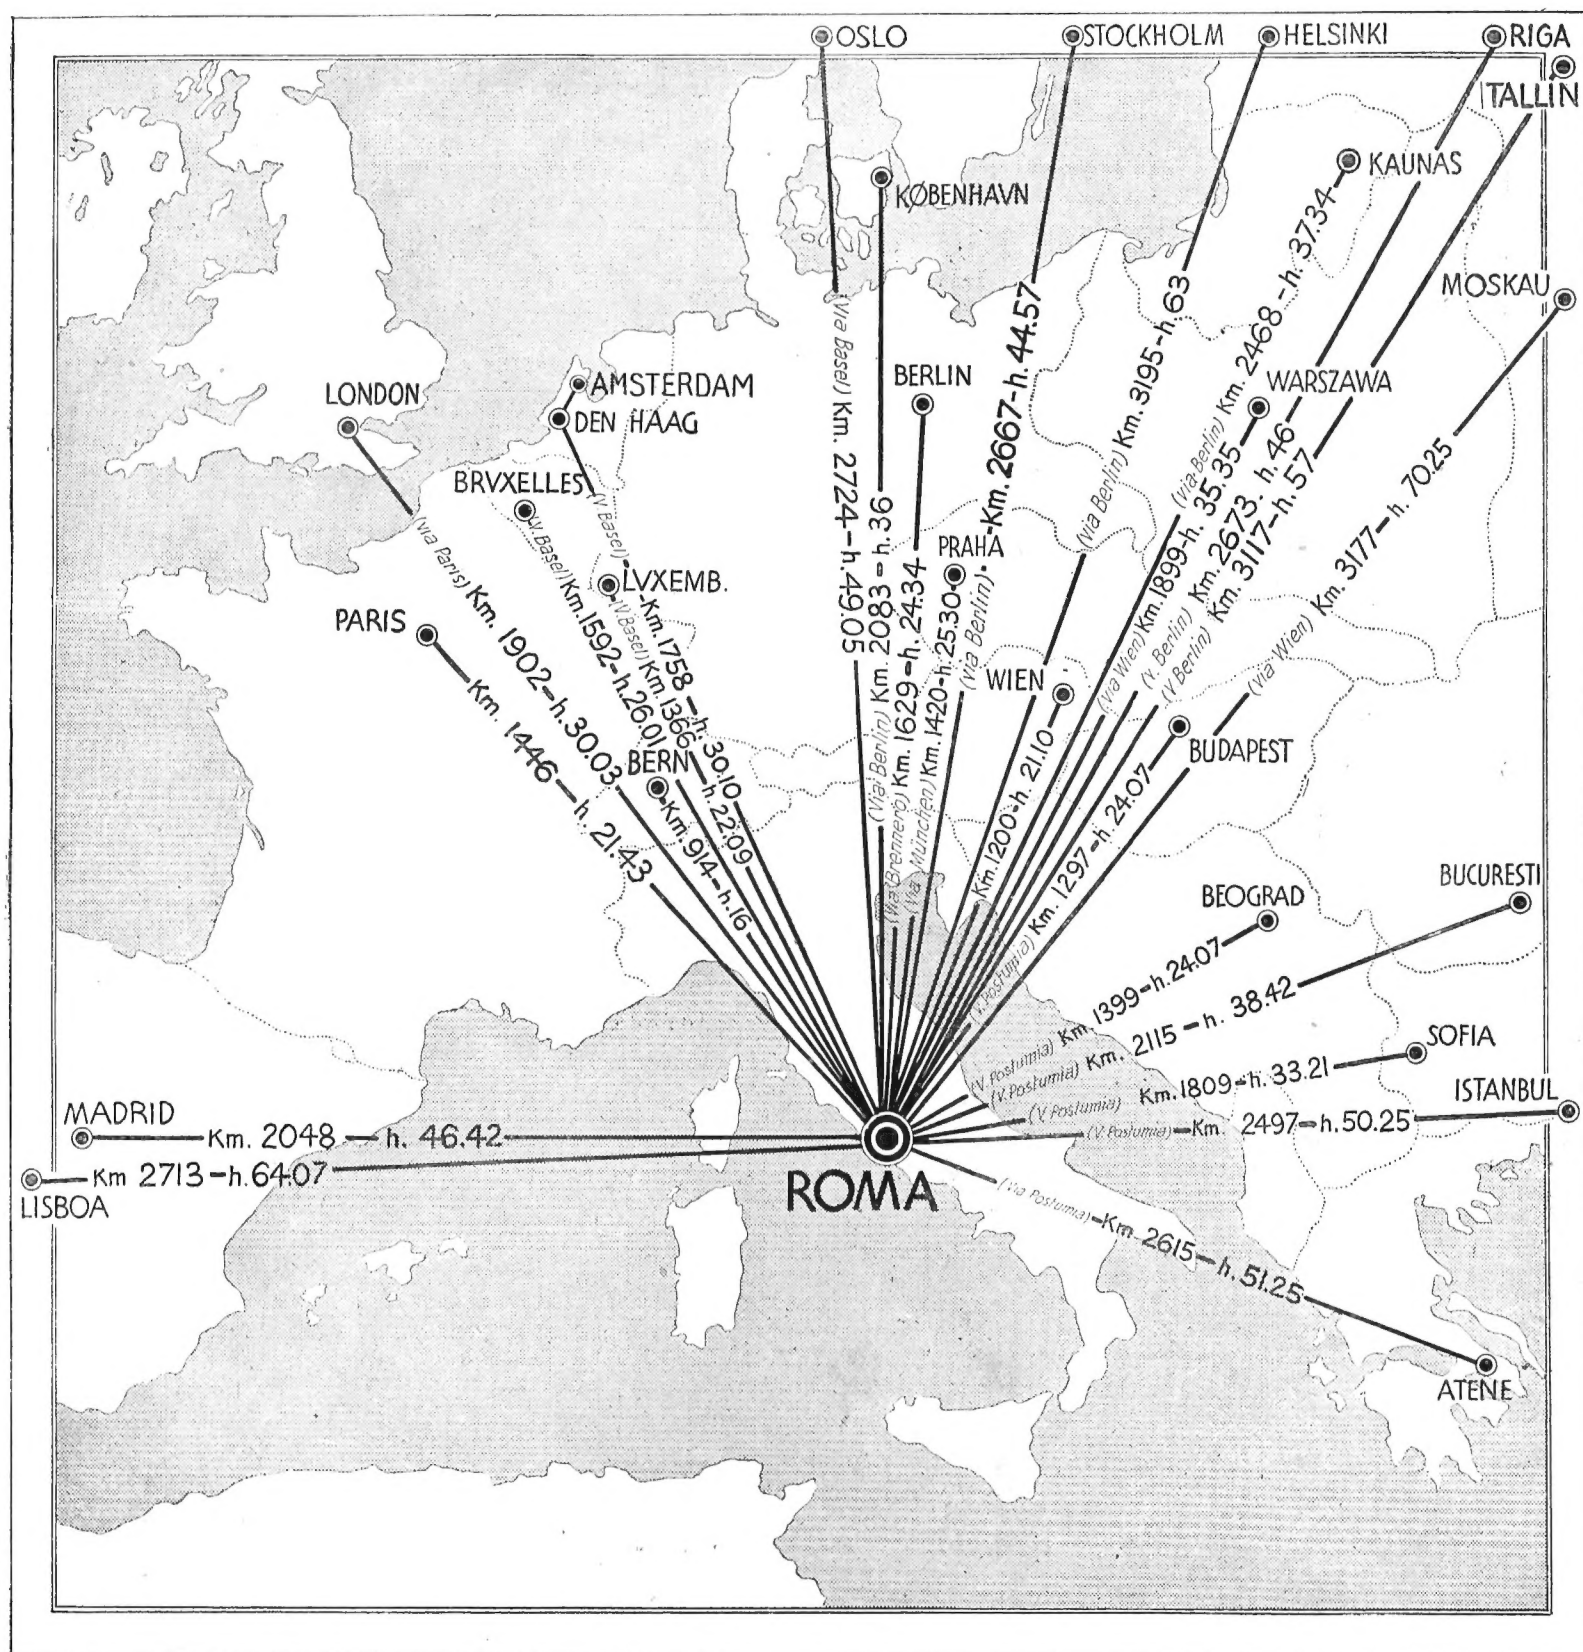 OSLO
STOCKHOLM
HELSINKI
RIGA
TALLIN
KAUNAS
KØBENHAVN
MOSKAU
BERLIN
WARSZAWA
AMSTERDAM
DEN HAAG
LONDON
BRVXELLES
PRAHA
LVXEMB.
PARIS
WIEN
BUDAPEST
BERN
BEOGRAD
BUCURESTI
SOFIA
ISTANBUL
MADRID
LISBOA
ROMA
ATENE
(via Basel) Km. 2724-h.49.05
(Via Berlin) Km. 2083-h.36
(Via Brennero) Km. 1629-h. 24.34
(Via München) Km. 1420-h. 25.30
(via Berlin) - Km. 2667-h. 44.57
(via Berlin) Km. 3195-h. 63
(via Berlin) Km. 2468-h. 37.34
(via Wien) Km. 1899-h. 35.35
(V. Berlin) Km. 2673. h. 46
(V. Berlin) Km. 3117-h. 57
(via Wien) Km. 3177-h. 70.25
Km. 1200-h. 21.10
(V. Postumia) Km. 1297-h. 24.07
(V. Postumia) Km. 1399-h. 24.07
(V. Postumia) Km. 2115-h. 38.42
(V. Postumia) Km. 1809-h. 33.21
(V. Postumia) -Km. 2497-h. 50.25
(Via Postumia) -Km. 2615-h. 51.25
(via Paris) Km. 1902-h. 30.03
Km. 1446-h. 21.43
(V. Basel) Km. 1592-h. 26.01
(V. Basel) - Km. 1758-h. 30.10
(V. Basel) Km. 1366-h. 22.09
Km. 914-h. 16
Km. 2048-h. 46.42
Km 2713-h. 64.07